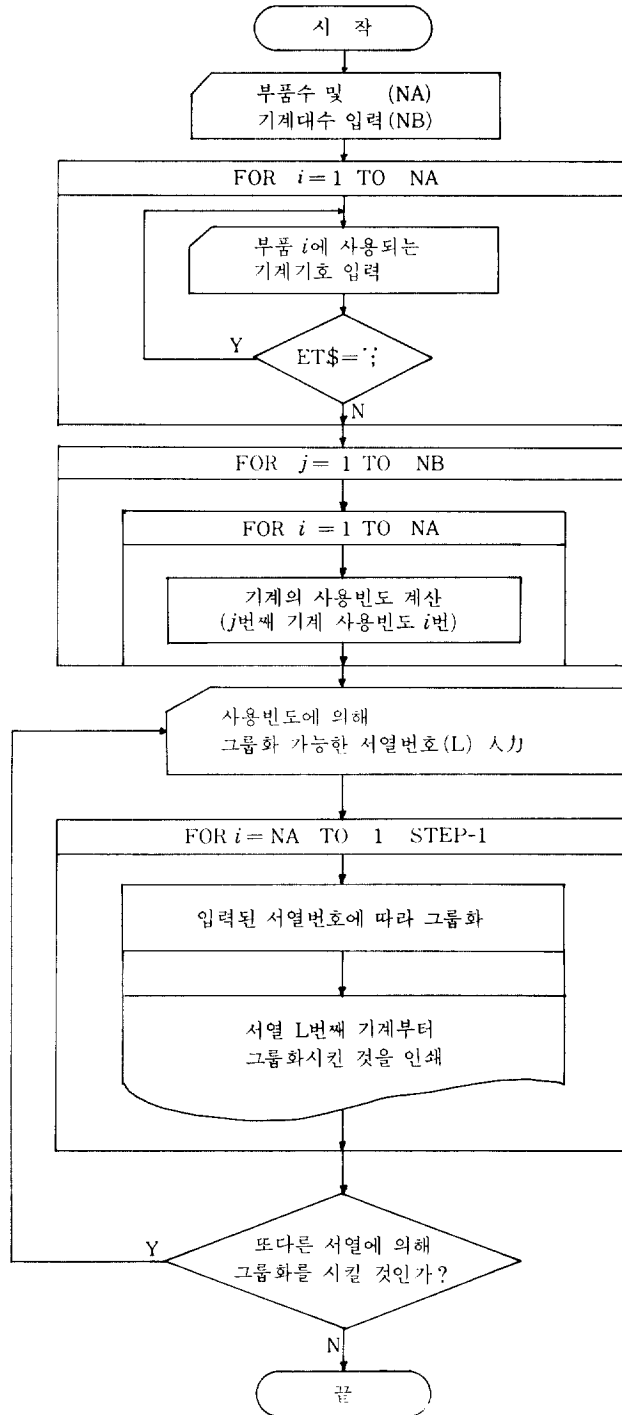 시 작
부품수 및 (NA)
기계대수 입력(NB)
FOR i=1 TO NA
부품 i에 사용되는
기계기호 입력
Y
ET$=";
N
FOR j=1 TO NB
FOR i=1 TO NA
기계의 사용빈도 계산
(j번째 기계 사용빈도 i번)
사용빈도에 의해
그룹화 가능한 서열번호(L) 入力
FOR i=NA TO 1 STEP-1
입력된 서열번호에 따라 그룹화
서열 L번째 기계부터
그룹화시킨 것을 인쇄
Y
또다른 서열에 의해
그룹화를 시킬 것인가?
N
끝